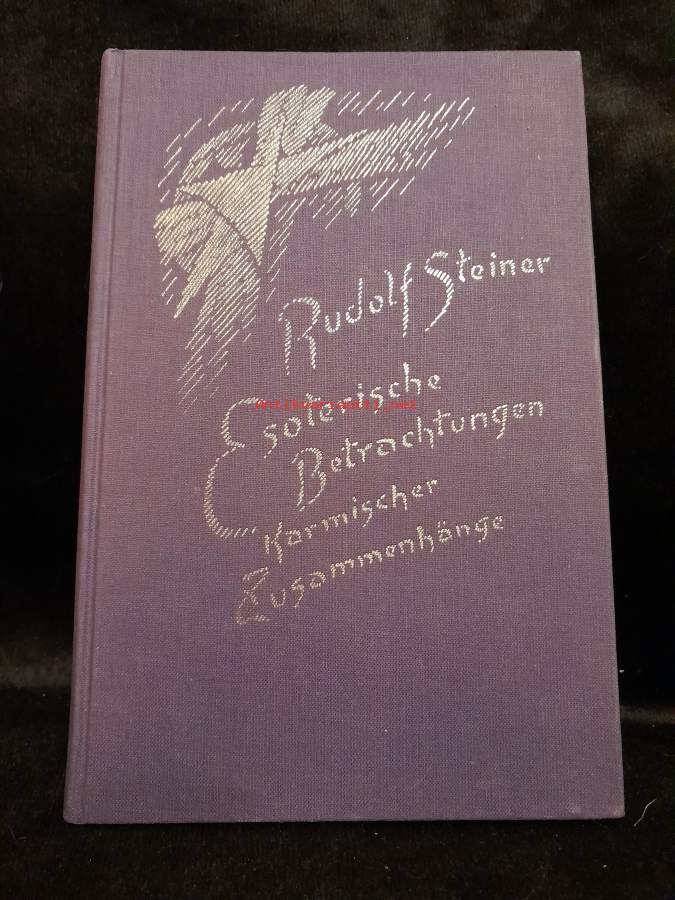 Rudolf Steiner
Esoterische
Betrachtungen
Karmischer
Zusammenhänge